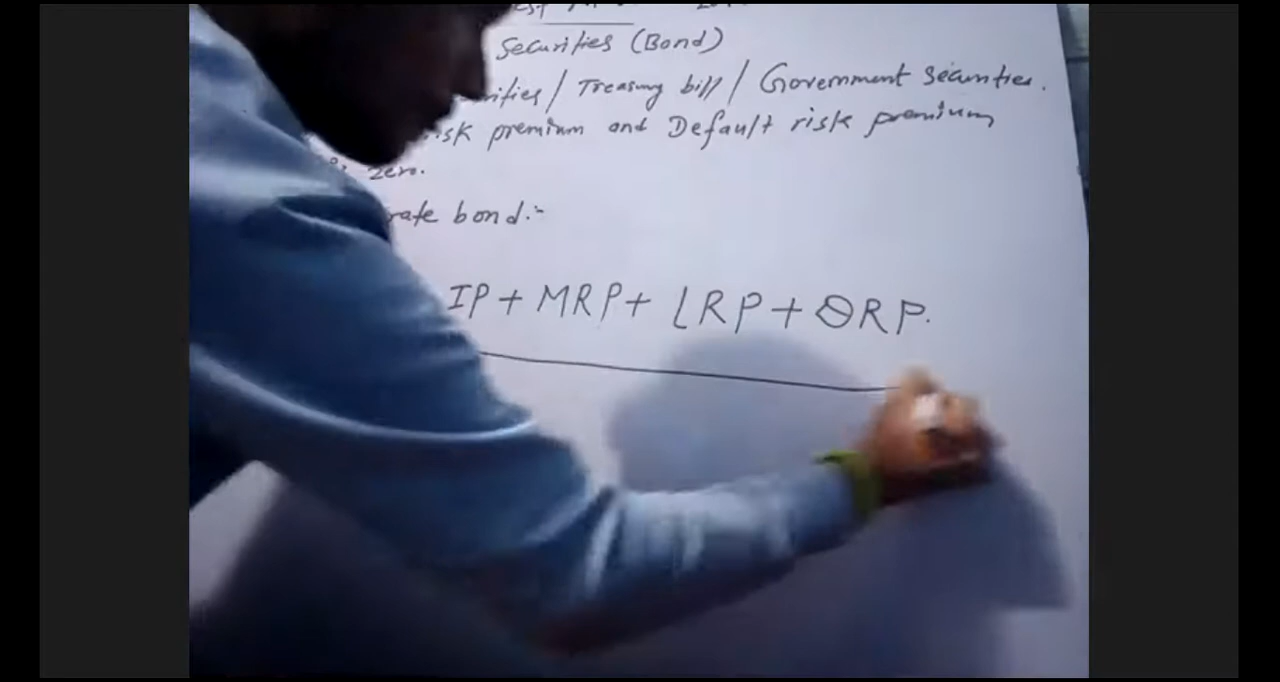 Securities (Bond)
Treasury bill / Government Securities.
premium and Default risk premium
zero.
bond:-
IP + MRP + LRP + DRP.